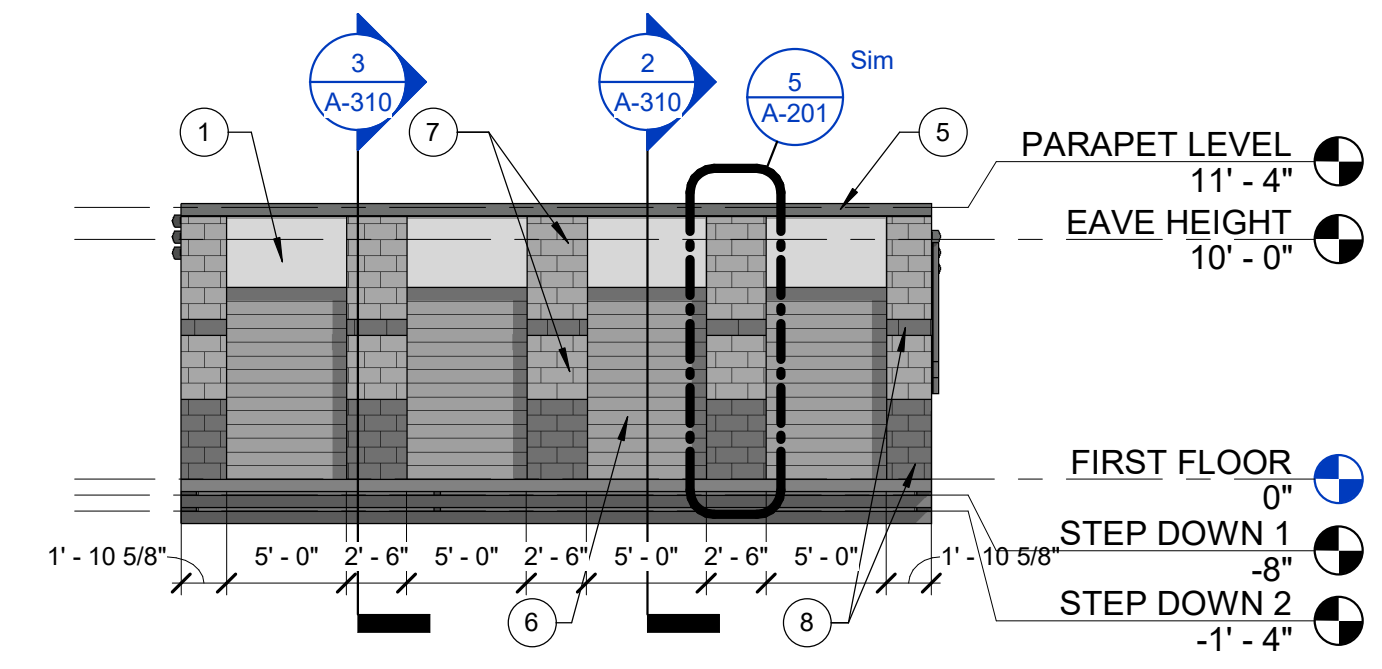 3
A-310
2
A-310
5
A-201
Sim
1
7
5
PARAPET LEVEL
11' - 4"
EAVE HEIGHT
10' - 0"
FIRST FLOOR
0"
STEP DOWN 1
-8"
STEP DOWN 2
-1' - 4"
1' - 10 5/8"
5' - 0"
2' - 6"
5' - 0"
2' - 6"
5' - 0"
2' - 6"
5' - 0"
1' - 10 5/8"
6
8